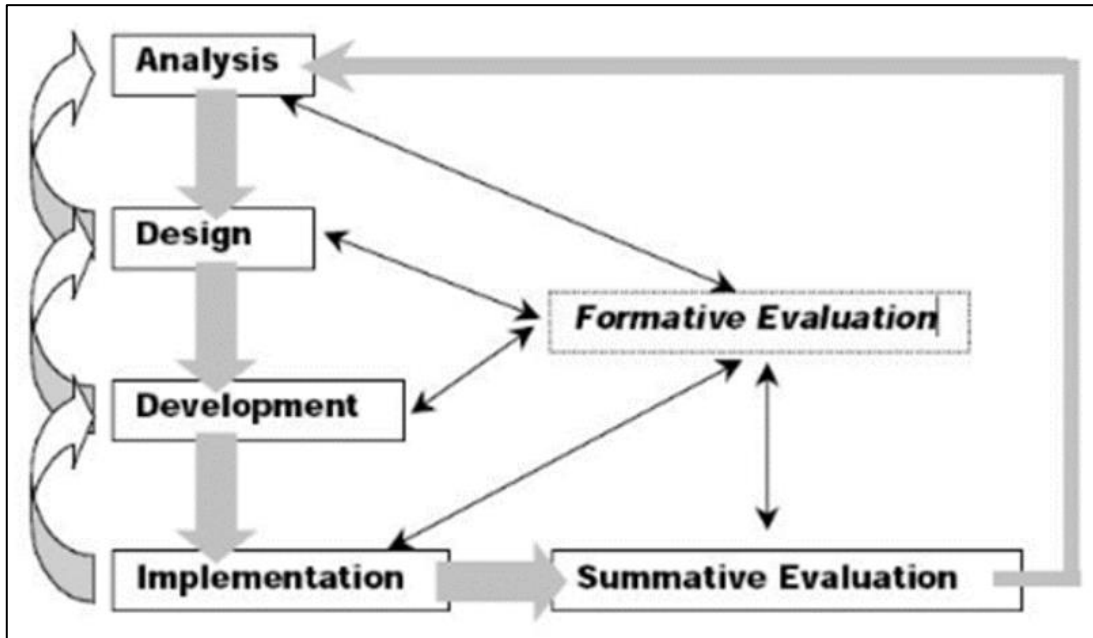 Analysis
Design
Formative Evaluation
Development
Implementation
Summative Evaluation